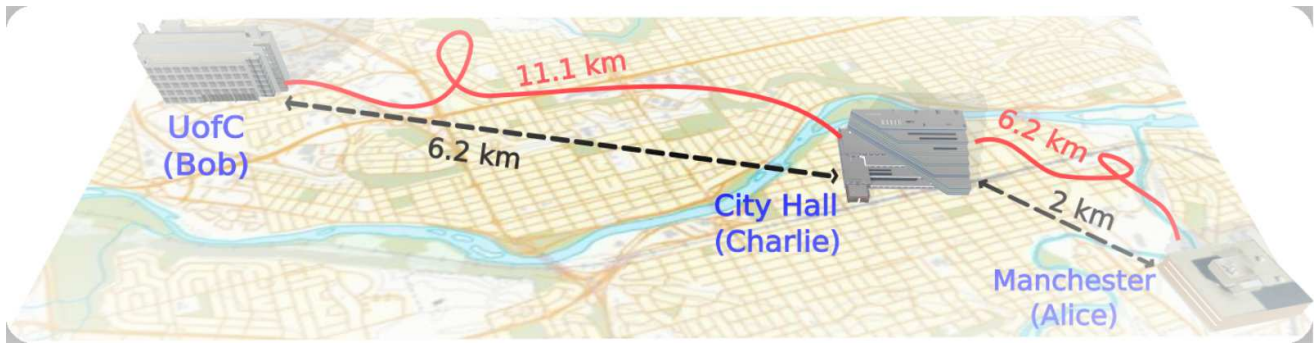 11.1 km
UofC
(Bob)
6.2 km
6.2 km
City Hall
(Charlie)
2 km
Manchester
(Alice)